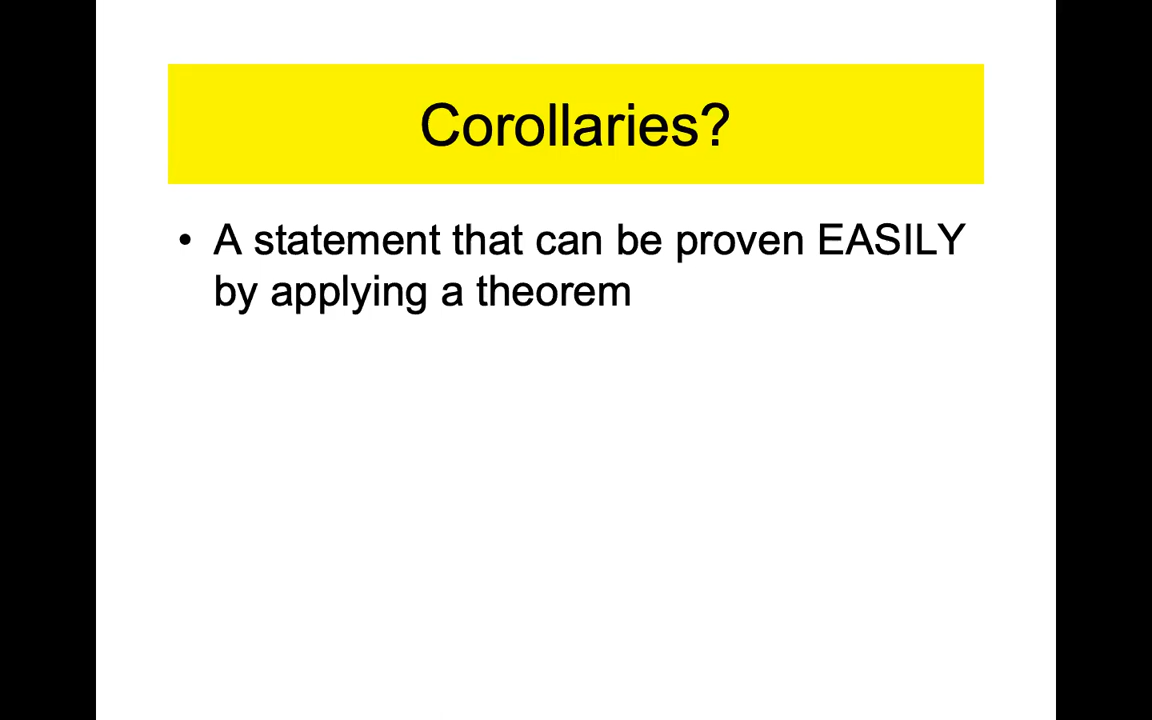 Corollaries?
• A statement that can be proven EASILY
by applying a theorem